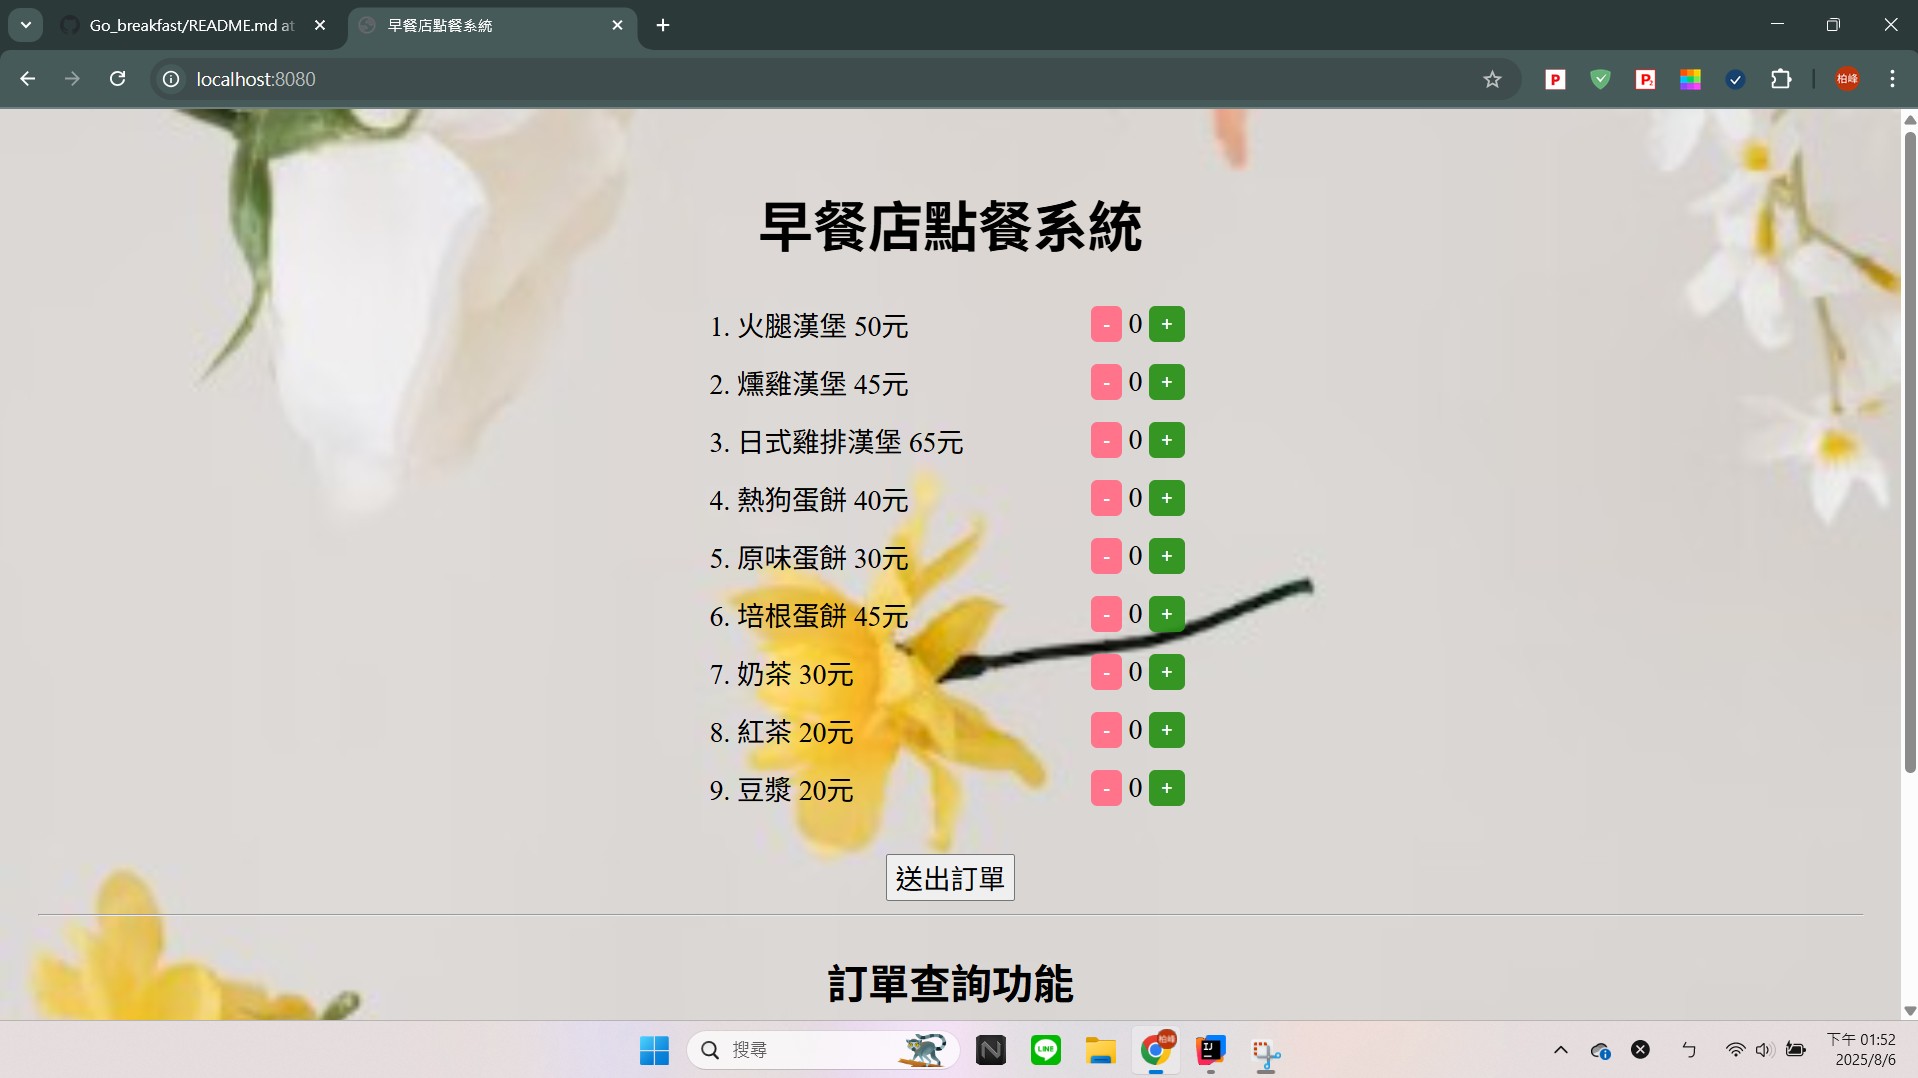 Go_breakfast/README.md at
早餐店點餐系統
localhost:8080
柏峰
早餐店點餐系統
1. 火腿漢堡 50元 - 0 +
2. 燻雞漢堡 45元 - 0 +
3. 日式雞排漢堡 65元 - 0 +
4. 熱狗蛋餅 40元 - 0 +
5. 原味蛋餅 30元 - 0 +
6. 培根蛋餅 45元 - 0 +
7. 奶茶 30元 - 0 +
8. 紅茶 20元 - 0 +
9. 豆漿 20元 - 0 +
送出訂單
訂單查詢功能
搜尋
LINE
柏峰
IJ
ㄅ
下午 01:52
2025/8/6